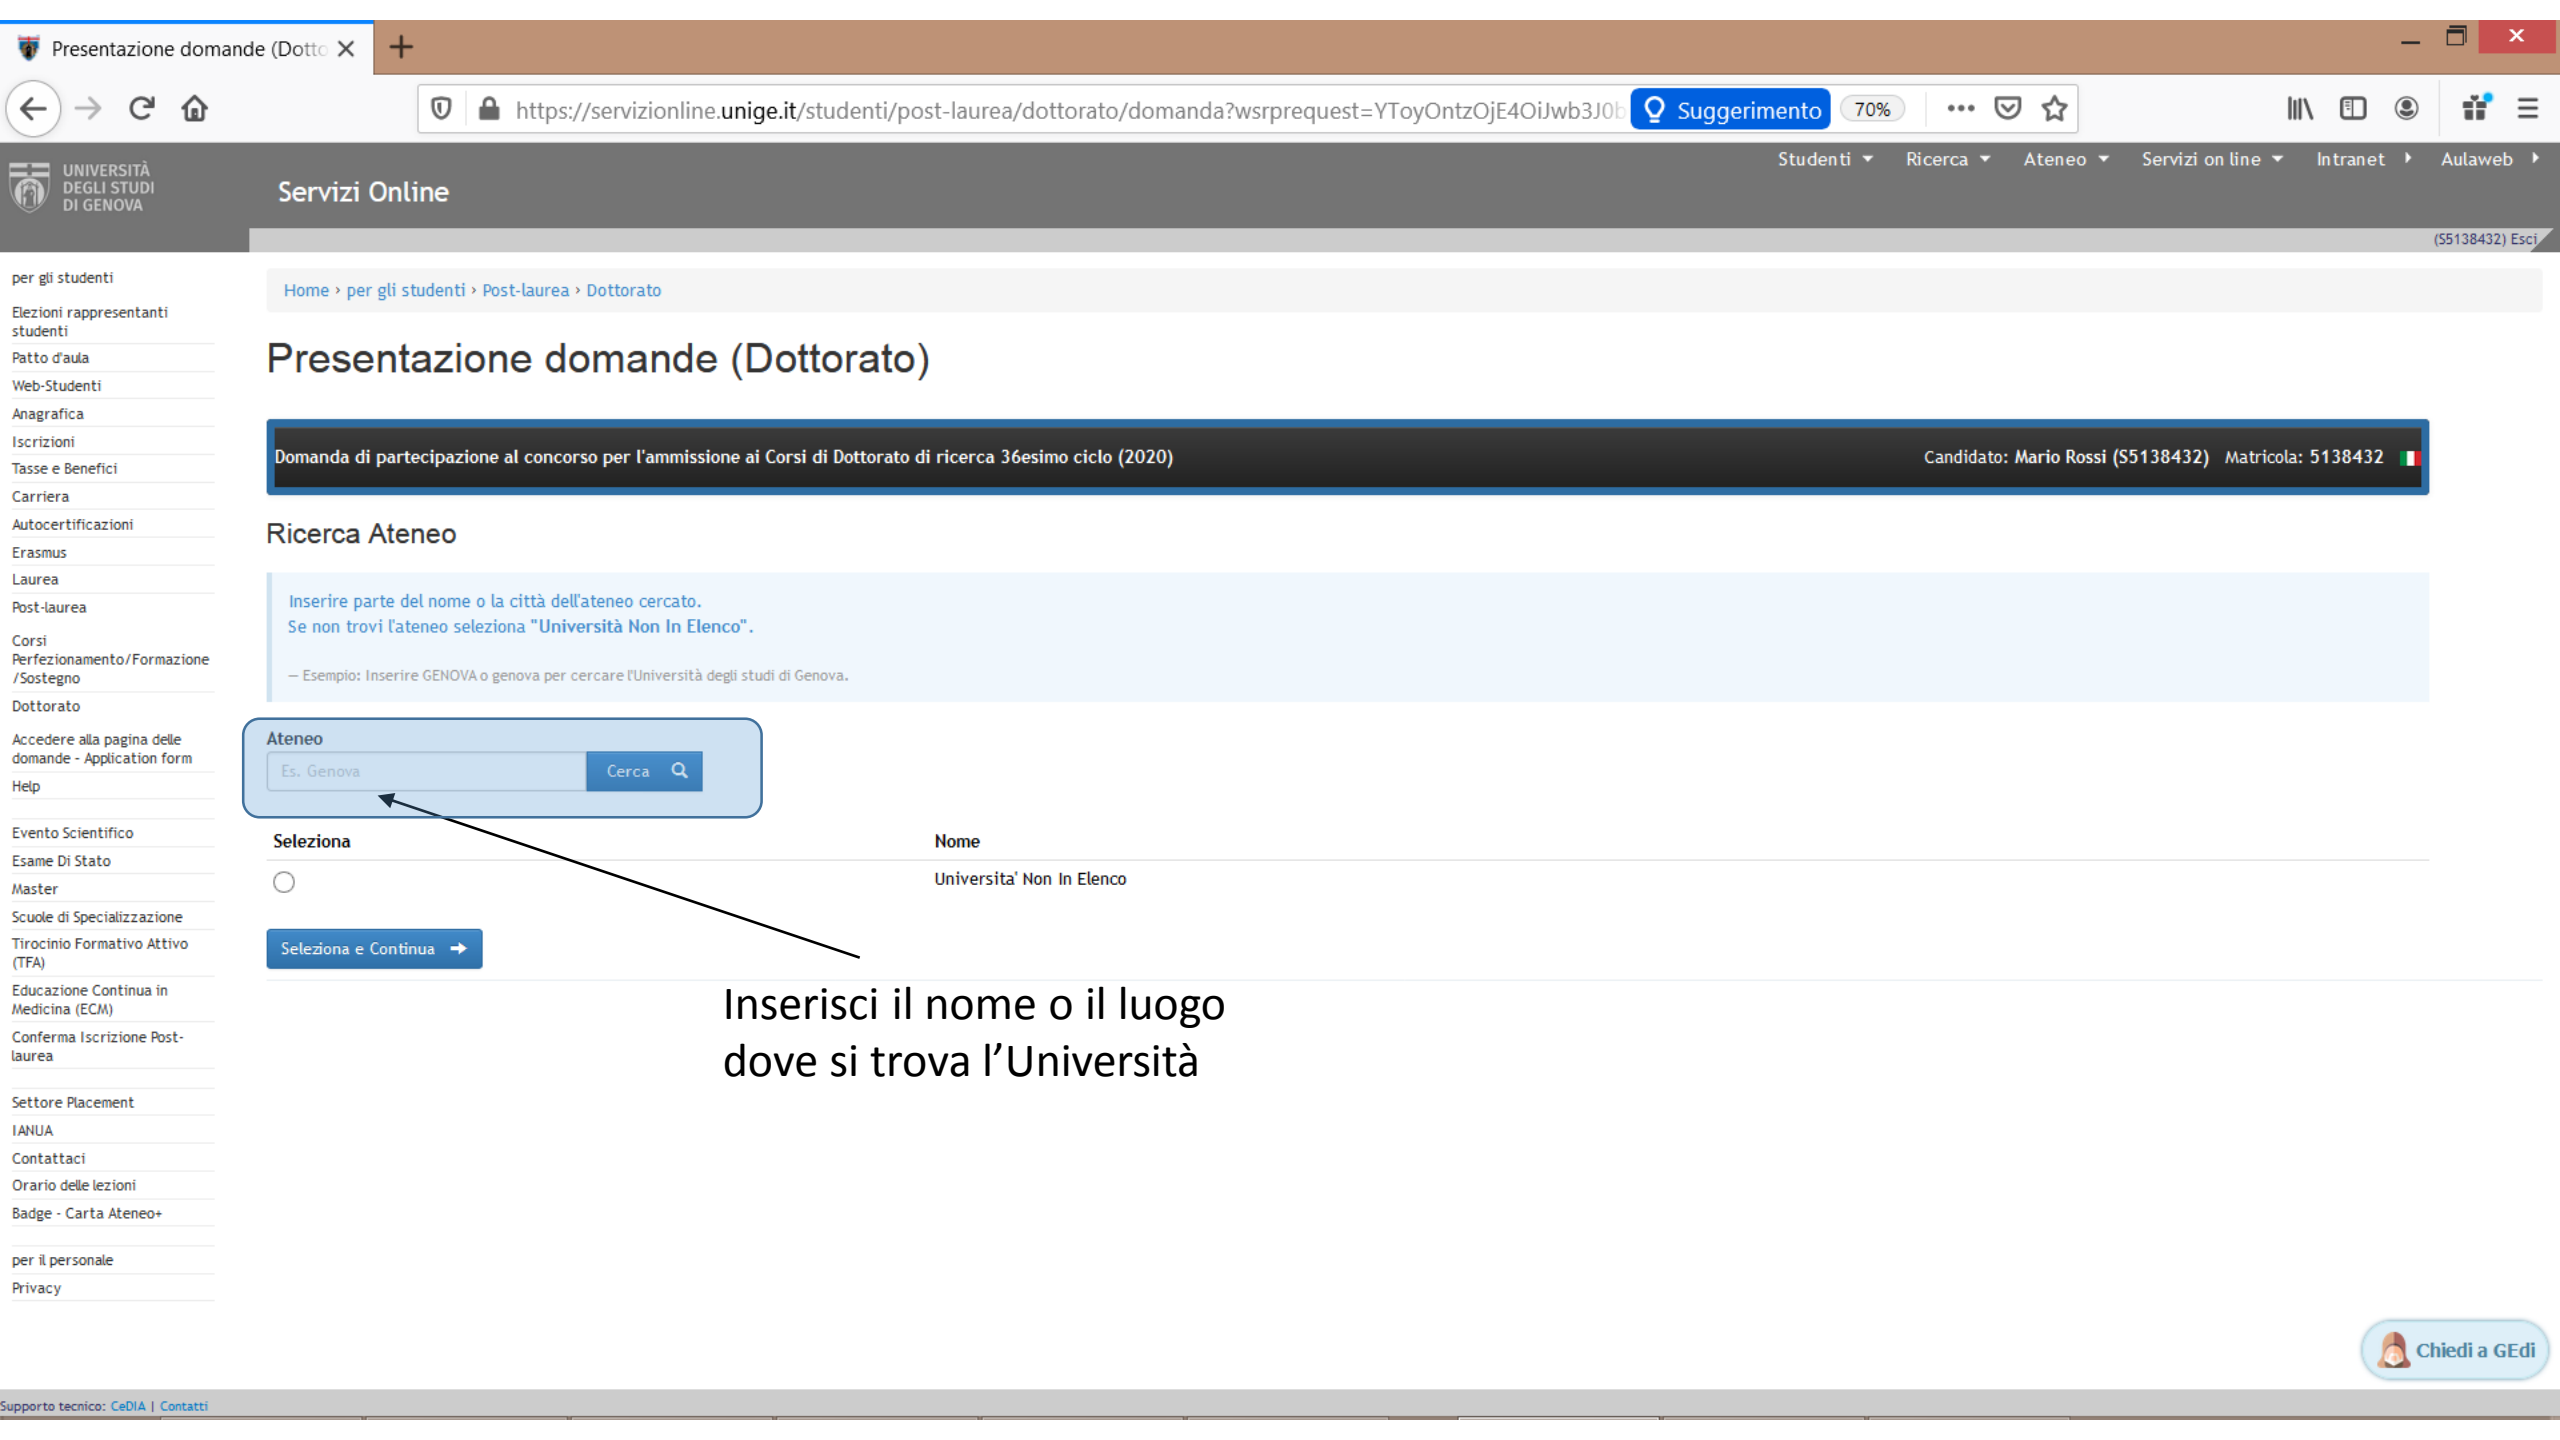 Presentazione domande (Dotto
https://servizionline.unige.it/studenti/post-laurea/dottorato/domanda?wsrprequest=YToyOntzOjE4OiJwb3J0b
Suggerimento
70%
UNIVERSITÀ
DEGLI STUDI
DI GENOVA
Servizi Online
Studenti
Ricerca
Ateneo
Servizi on line
Intranet
Aulaweb
(S5138432) Esci
per gli studenti
Elezioni rappresentanti
studenti
Patto d'aula
Web-Studenti
Anagrafica
Iscrizioni
Tasse e Benefici
Carriera
Autocertificazioni
Erasmus
Laurea
Post-laurea
Corsi
Perfezionamento/Formazione
/Sostegno
Dottorato
Accedere alla pagina delle
domande - Application form
Help
Evento Scientifico
Esame Di Stato
Master
Scuole di Specializzazione
Tirocinio Formativo Attivo
(TFA)
Educazione Continua in
Medicina (ECM)
Conferma Iscrizione Post-
laurea
Settore Placement
IANUA
Contattaci
Orario delle lezioni
Badge - Carta Ateneo+
per il personale
Privacy
Home › per gli studenti › Post-laurea › Dottorato
Presentazione domande (Dottorato)
Domanda di partecipazione al concorso per l'ammissione ai Corsi di Dottorato di ricerca 36esimo ciclo (2020)
Candidato: Mario Rossi (S5138432) Matricola: 5138432
Ricerca Ateneo
Inserire parte del nome o la città dell'ateneo cercato.
Se non trovi l'ateneo seleziona "Università Non In Elenco".
— Esempio: Inserire GENOVA o genova per cercare l'Università degli studi di Genova.
Ateneo
Es. Genova
Cerca
Seleziona
Nome
Universita' Non In Elenco
Seleziona e Continua
Inserisci il nome o il luogo
dove si trova l’Università
Chiedi a GEdi
Supporto tecnico: CeDIA | Contatti